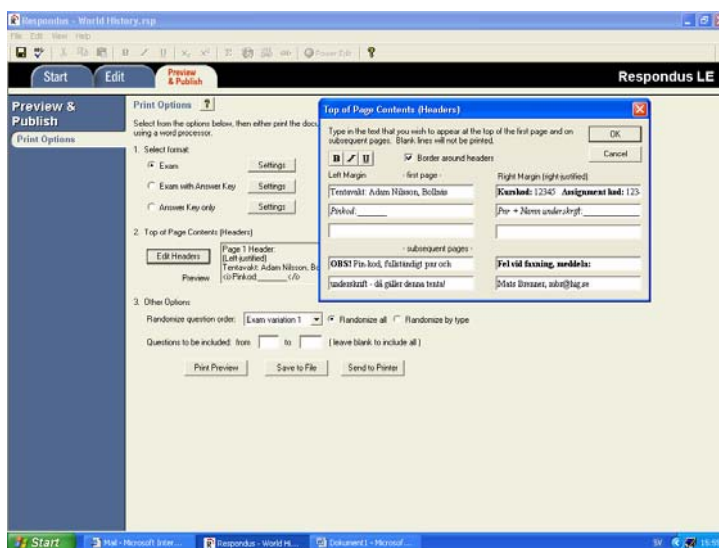 Respondus - World History.rsp
File Edit View Help
Start Edit Preview & Publish Respondus LE
Preview & Publish
Print Options
Print Options ?
Select from the options below, then either print the docu
using a word processor.
1. Select format:
Exam Settings
Exam with Answer Key Settings
Answer Key only Settings
2. Top of Page Contents (Headers)
Edit Headers
Preview
Page 1 Header:
(Left-justified)
Tentavakt: Adam Nilsson, Bo
<i>Pinkod:______</i>
3. Other Options
Randomize question order: Exam variation 1 Randomize all Randomize by type
Questions to be included: from to (leave blank to include all)
Print Preview Save to File Send to Printer
Top of Page Contents (Headers)
Type in the text that you wish to appear at the top of the first page and on
subsequent pages. Blank lines will not be printed.
OK
Cancel
B I U Border around headers
Left Margin - first page - Right Margin (right-justified)
Tentavakt: Adam Nilsson, Bollnäs Kurskod: 12345 Assignment kod: 123
Pinkod:______ Pnr + Namn underskrift:
- subsequent pages -
OBS! Pin-kod, fullständigt pnr och Fel vid faxning, meddela:
underskrift - då gäller denna tenta! Mats Brenner, mbr@hig.se
Start Mail - Microsoft Inter... Respondus - World Hi... Dokument1 - Microsof... SV